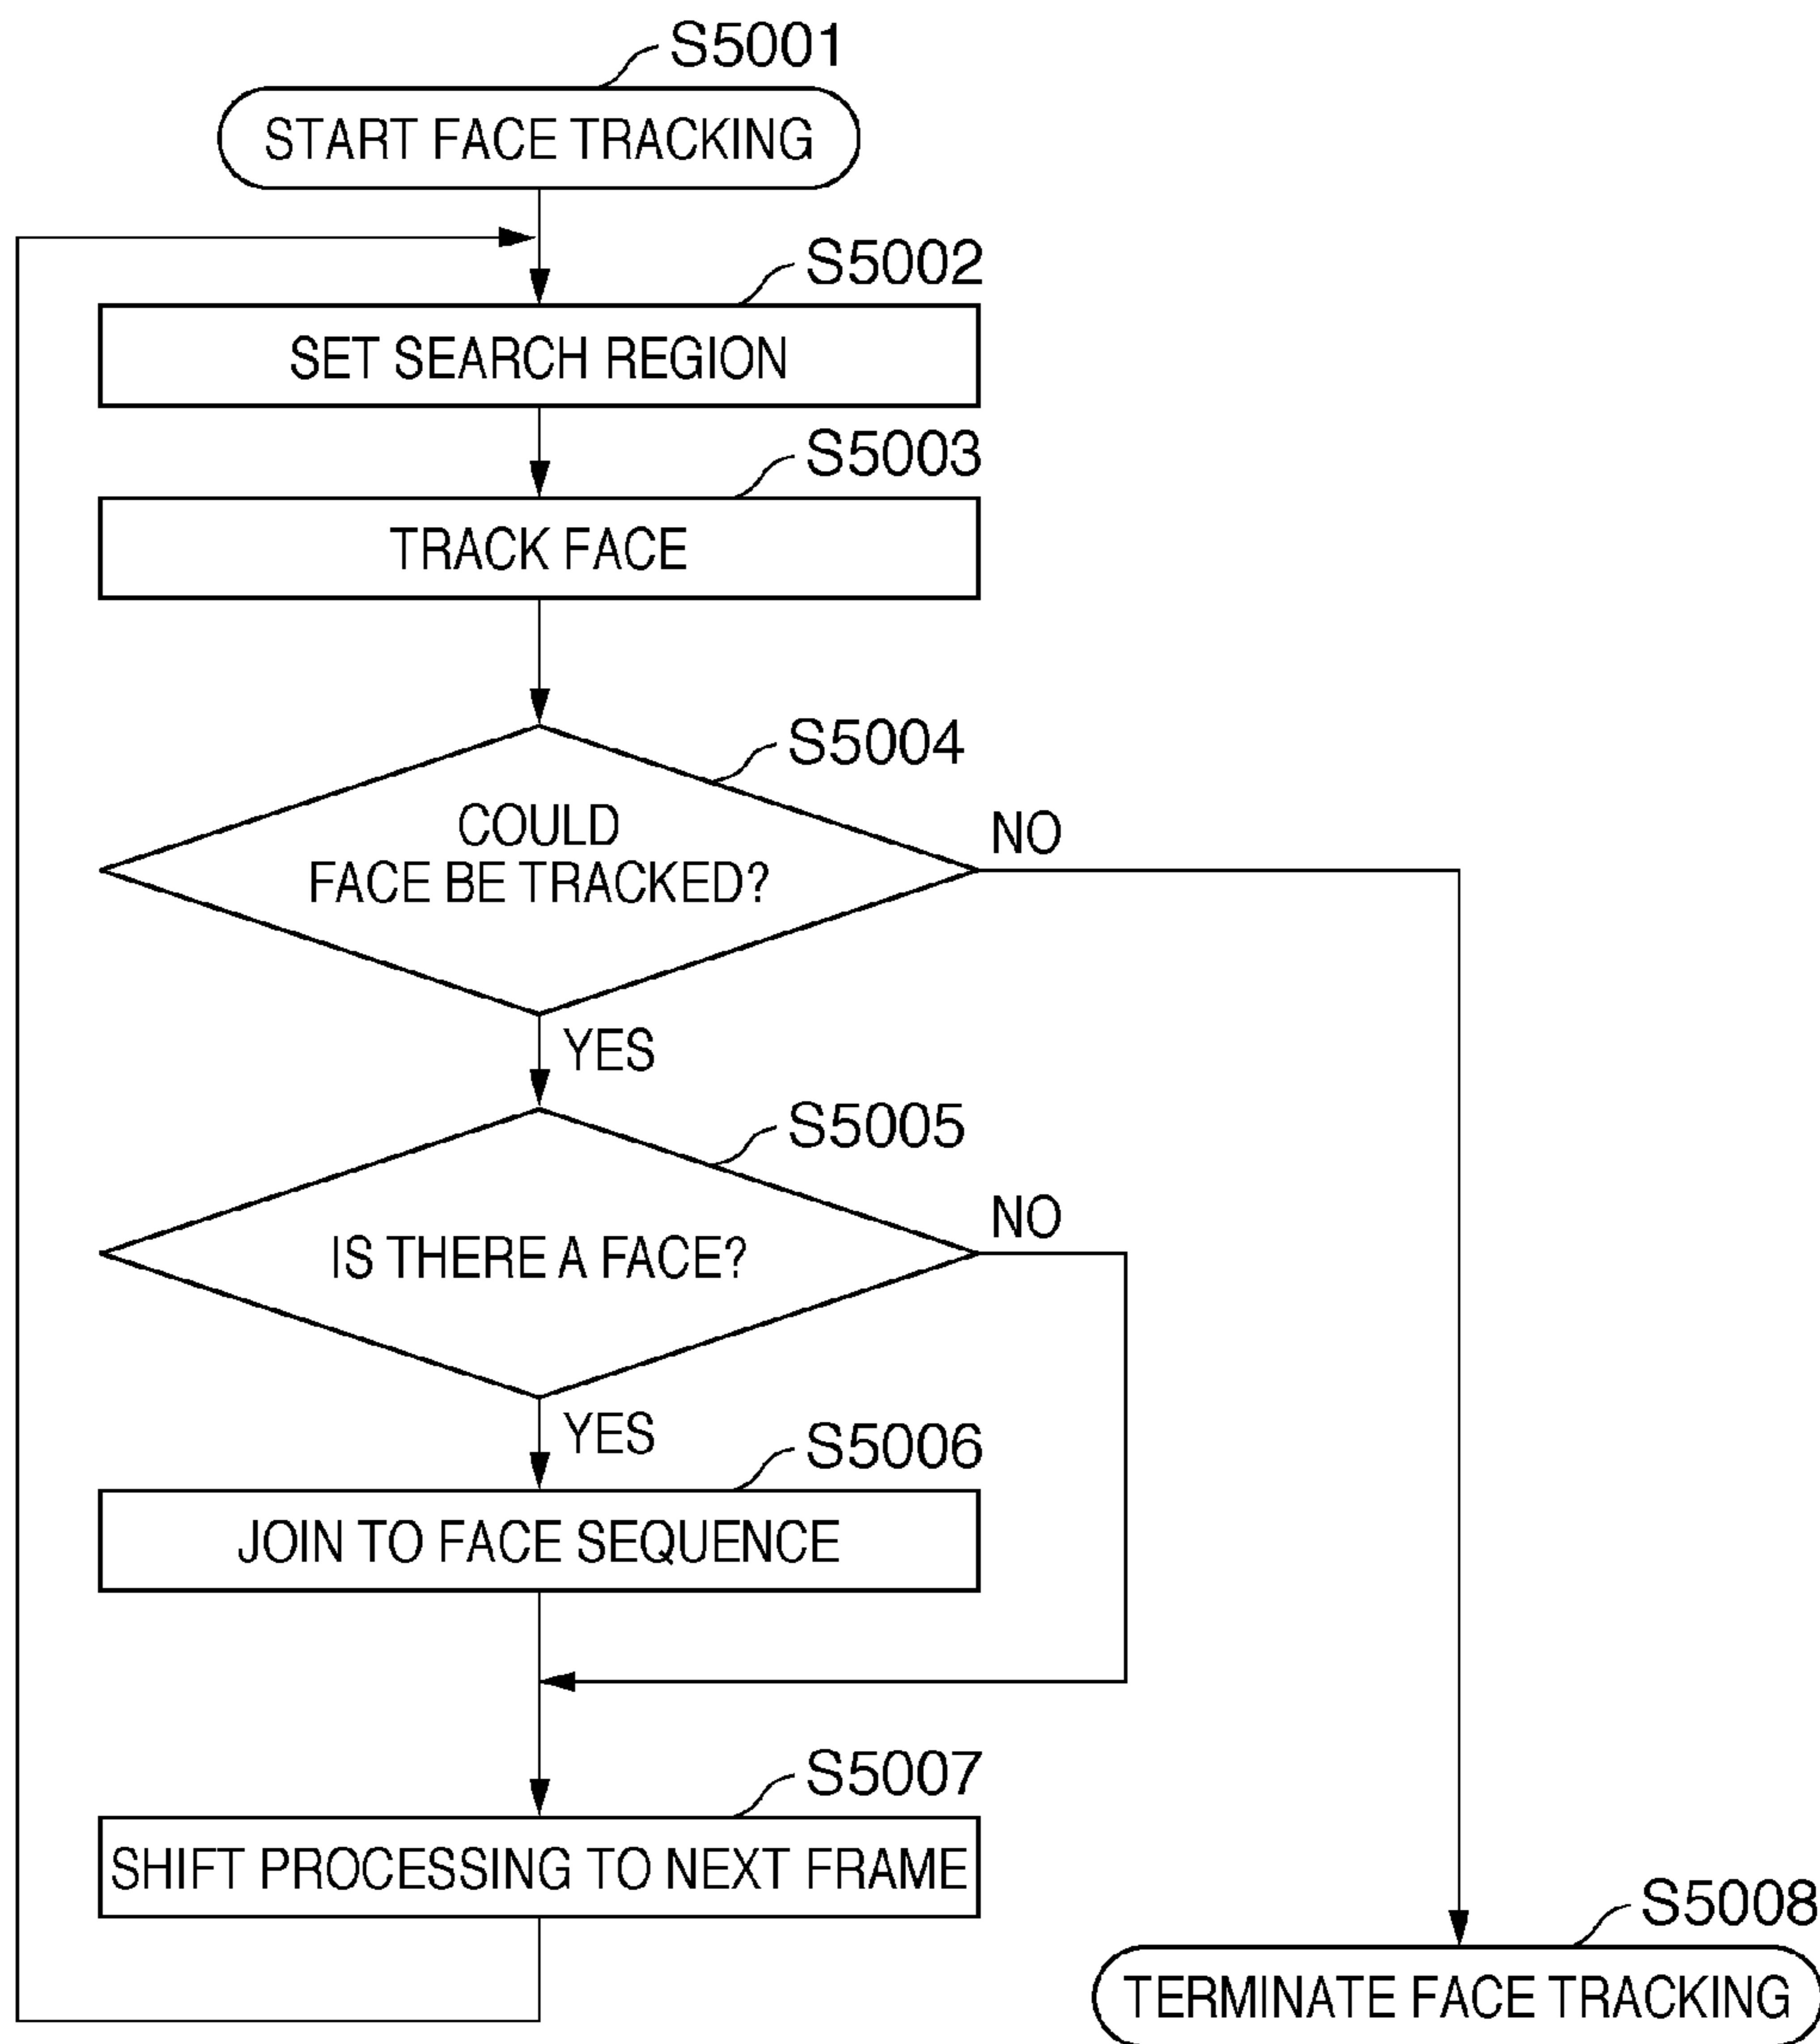 S5001
START FACE TRACKING
S5002
SET SEARCH REGION
S5003
TRACK FACE
S5004
COULD
FACE BE TRACKED?
NO
YES
S5005
IS THERE A FACE?
NO
YES
S5006
JOIN TO FACE SEQUENCE
S5007
SHIFT PROCESSING TO NEXT FRAME
S5008
TERMINATE FACE TRACKING